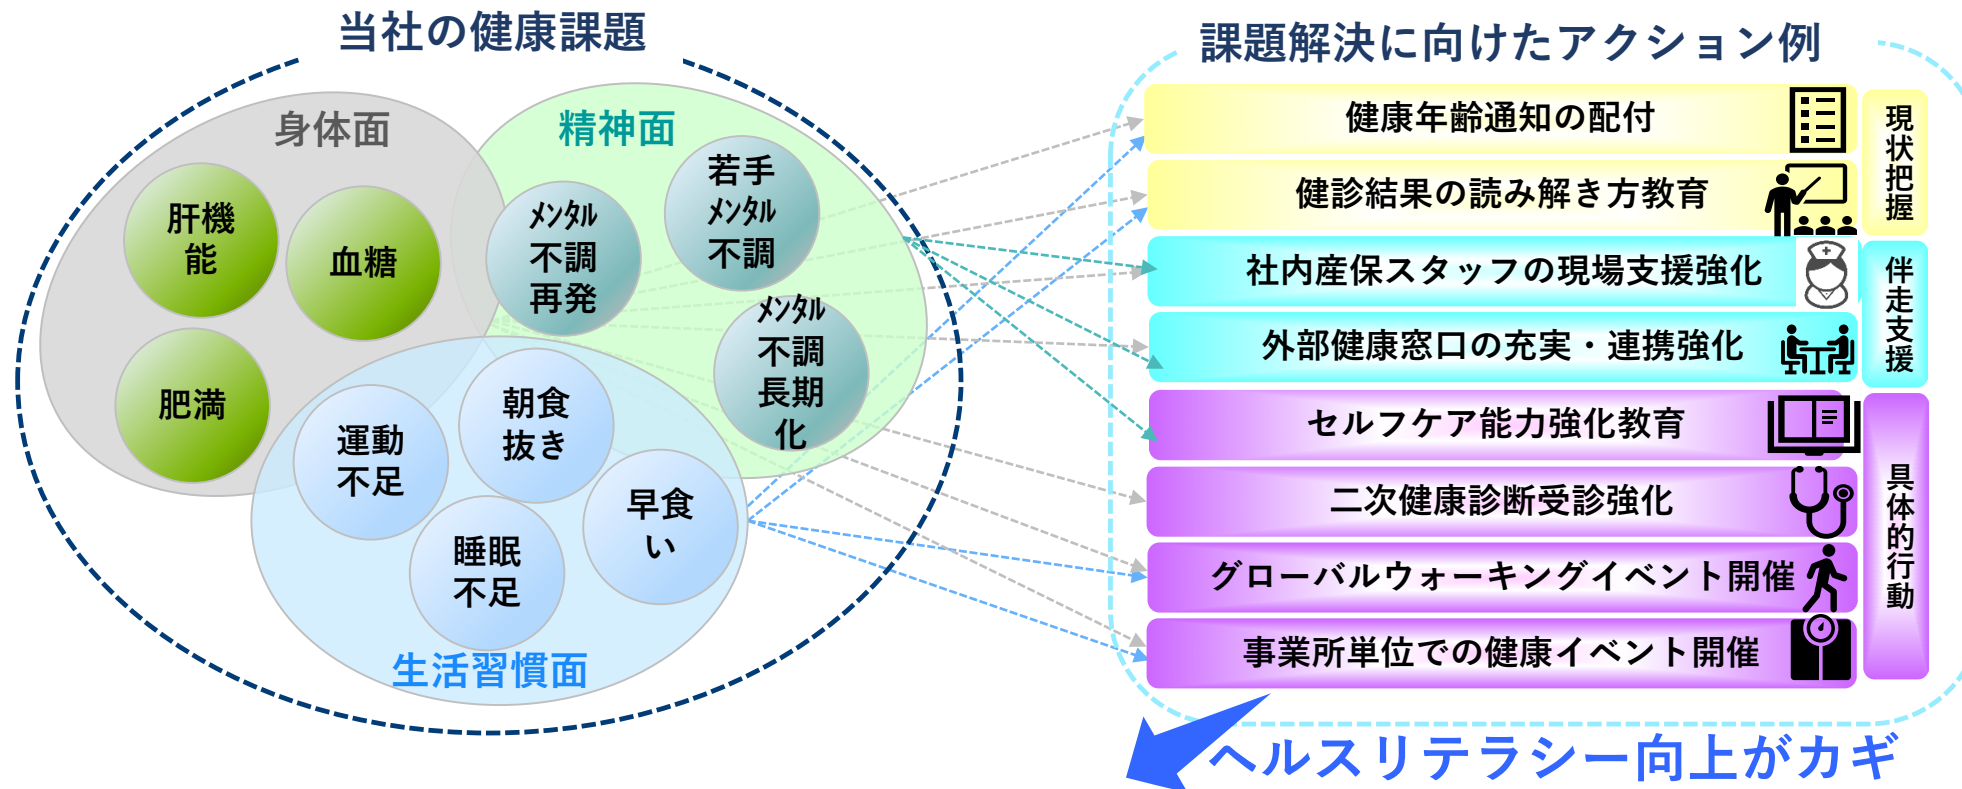 当社の健康課題
身体面
肝機
能
血糖
肥満
精神面
ﾒﾝﾀﾙ
不調
再発
若手
ﾒﾝﾀﾙ
不調
ﾒﾝﾀﾙ
不調
長期
化
運動
不足
朝食
抜き
睡眠
不足
早食
い
生活習慣面
課題解決に向けたアクション例
健康年齢通知の配付
健診結果の読み解き方教育
現状把握
社内産保スタッフの現場支援強化
外部健康窓口の充実・連携強化
伴走支援
セルフケア能力強化教育
二次健康診断受診強化
グローバルウォーキングイベント開催
事業所単位での健康イベント開催
具体的行動
ヘルスリテラシー向上がカギ